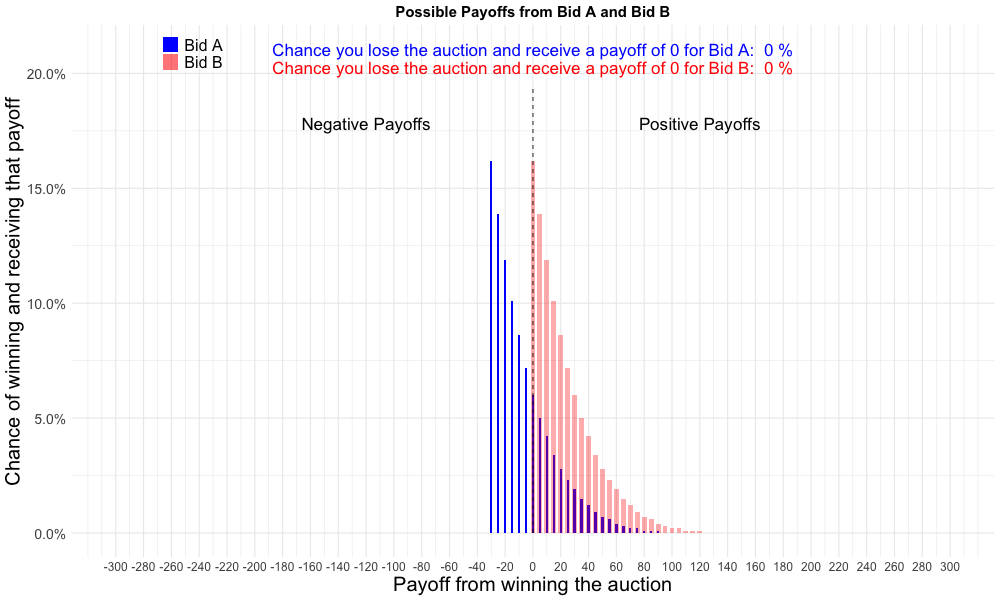 Possible Payoffs from Bid A and Bid B
Bid A
Bid B
Chance you lose the auction and receive a payoff of 0 for Bid A:  0 %
Chance you lose the auction and receive a payoff of 0 for Bid B:  0 %
Negative Payoffs
Positive Payoffs
Chance of winning and receiving that payoff
20.0%
15.0%
10.0%
5.0%
0.0%
-300 -280 -260 -240 -220 -200 -180 -160 -140 -120 -100 -80 -60 -40 -20 0 20 40 60 80 100 120 140 160 180 200 220 240 260 280 300
Payoff from winning the auction